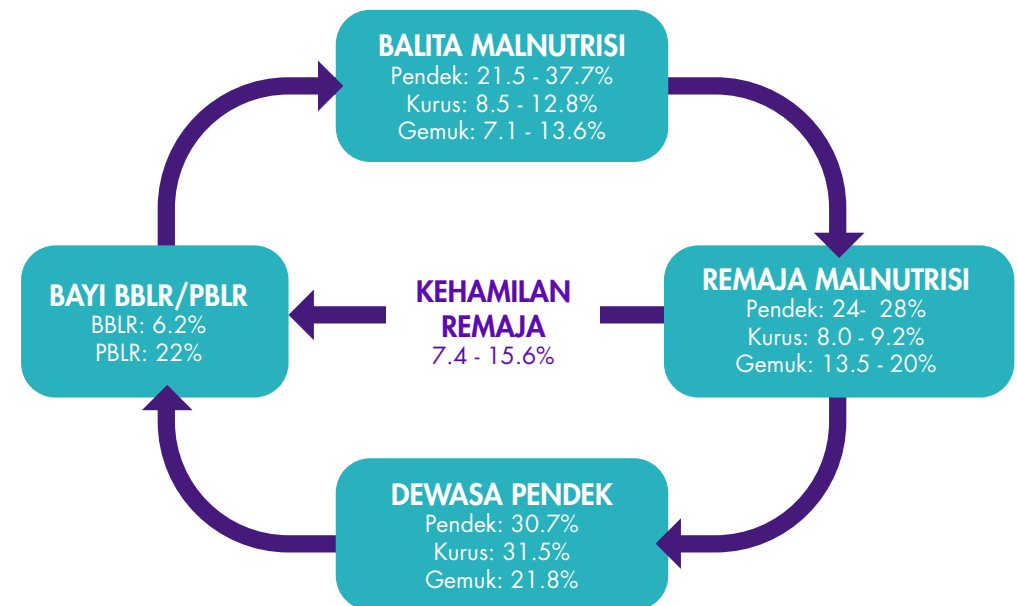 BALITA MALNUTRISI
Pendek: 21.5 - 37.7%
Kurus: 8.5 - 12.8%
Gemuk: 7.1 - 13.6%
BAYI BBLR/PBLR
BBLR: 6.2%
PBLR: 22%
KEHAMILAN
REMAJA
7.4 - 15.6%
REMAJA MALNUTRISI
Pendek: 24- 28%
Kurus: 8.0 - 9.2%
Gemuk: 13.5 - 20%
DEWASA PENDEK
Pendek: 30.7%
Kurus: 31.5%
Gemuk: 21.8%